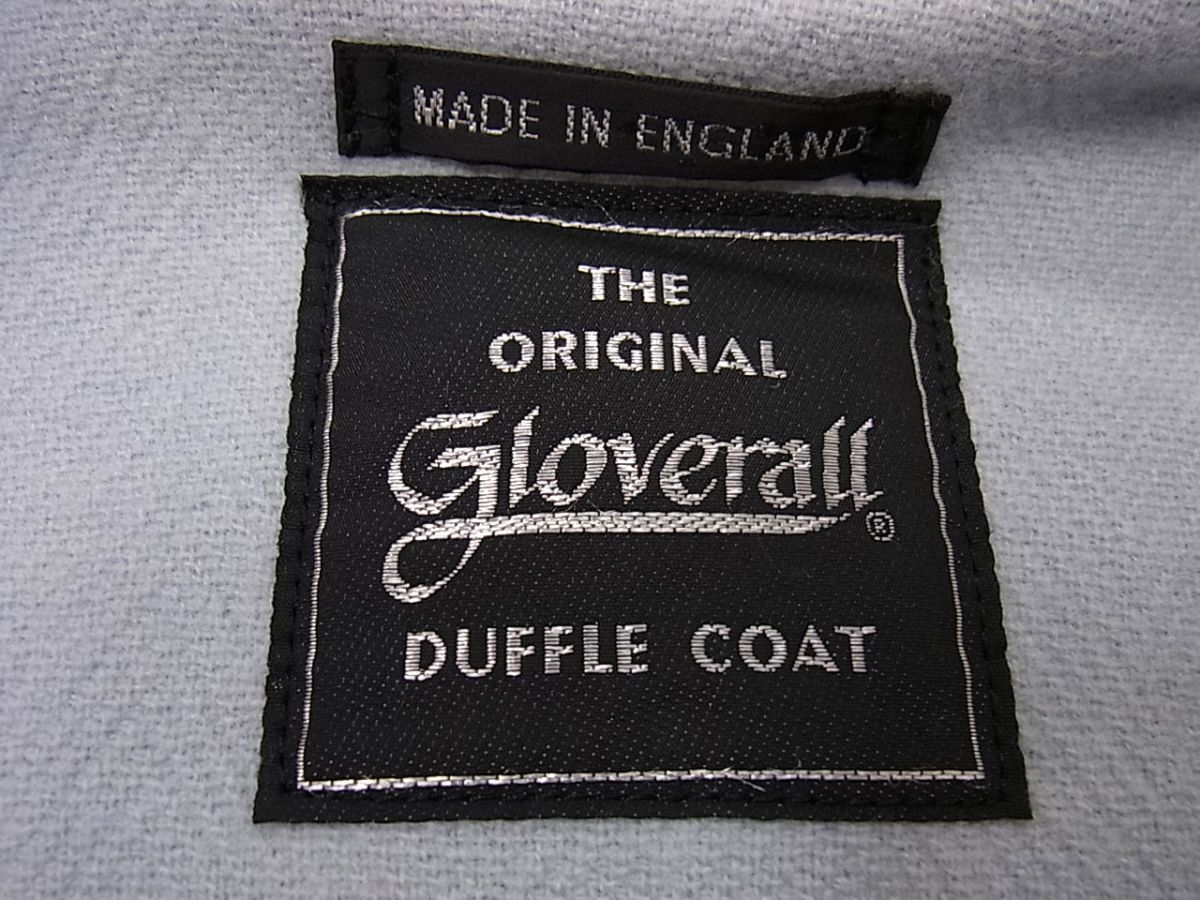 MADE IN ENGLAND
THE
ORIGINAL
Gloverall®
DUFFLE COAT